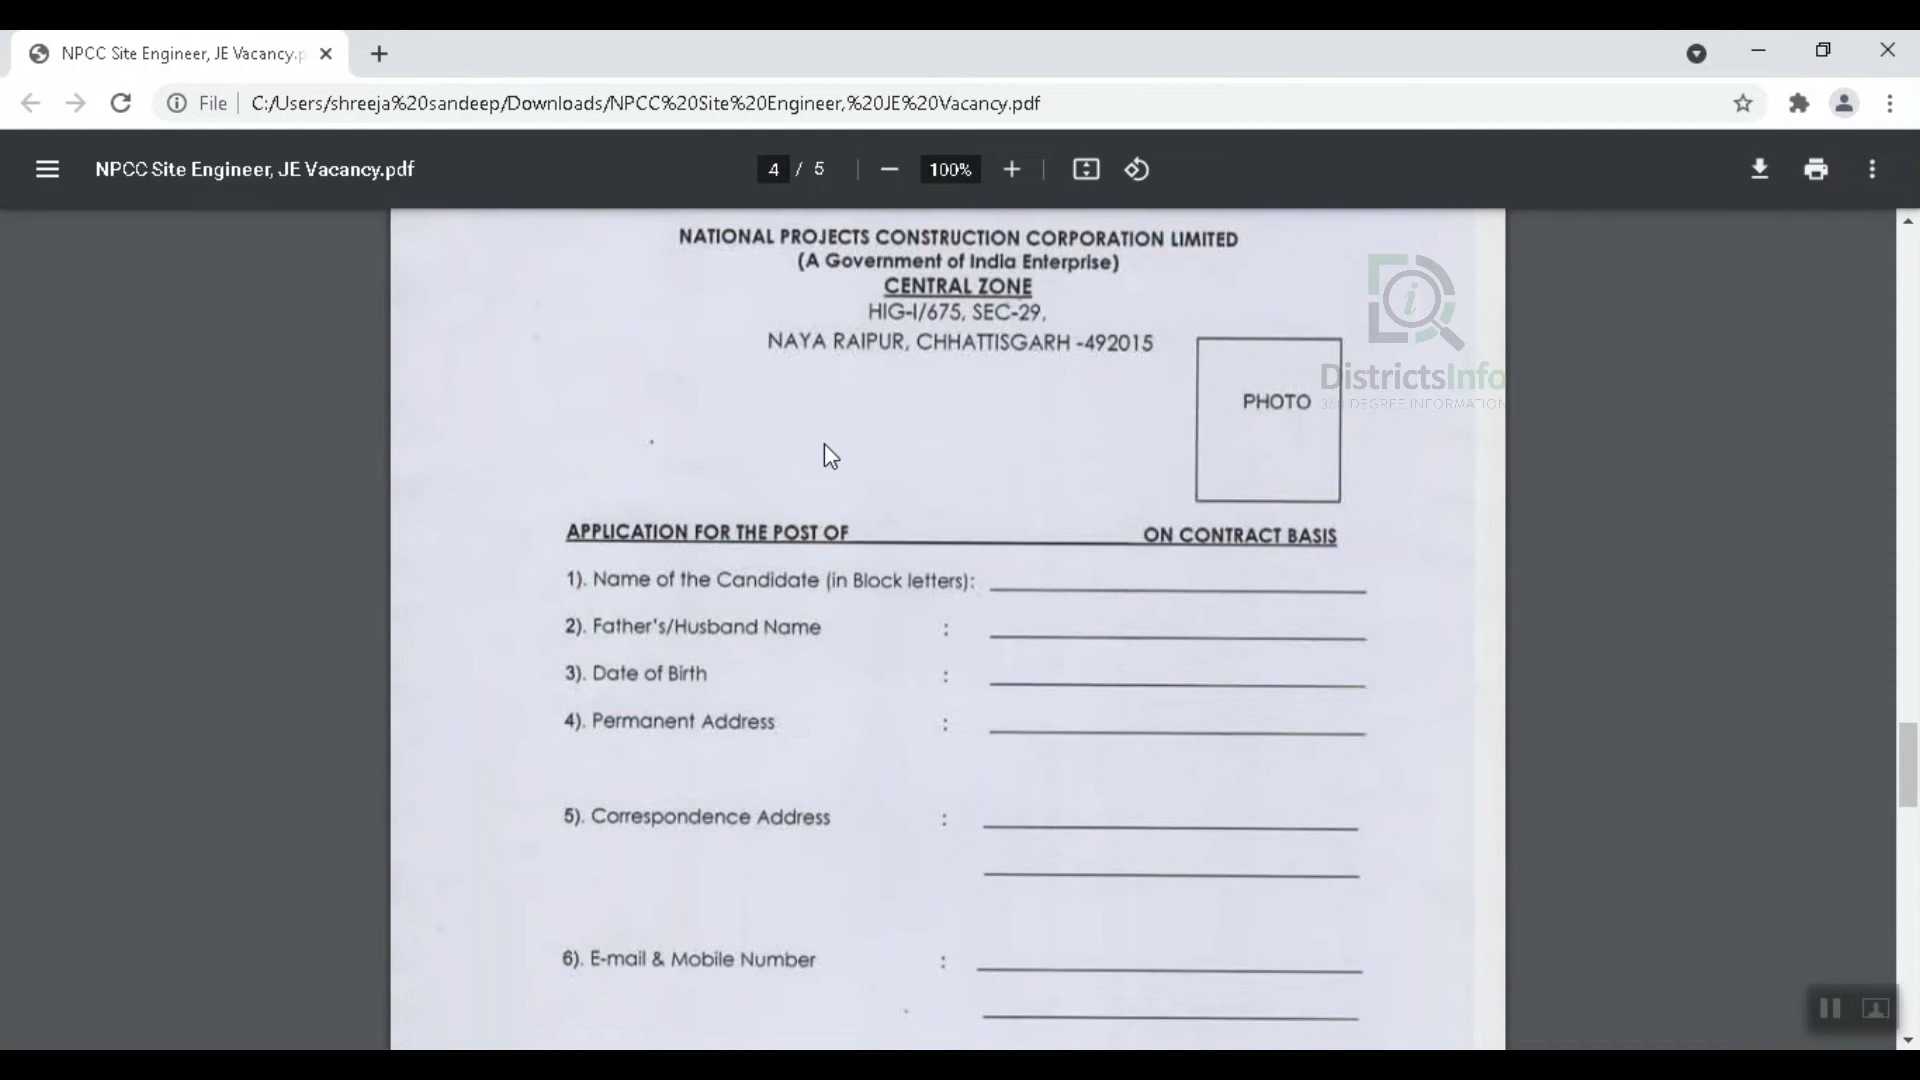 NPCC Site Engineer, JE Vacancy.p
File
C:/Users/shreeja%20sandeep/Downloads/NPCC%20Site%20Engineer,%20JE%20Vacancy.pdf
NPCC Site Engineer, JE Vacancy.pdf
4 / 5
100%
NATIONAL PROJECTS CONSTRUCTION CORPORATION LIMITED
(A Government of India Enterprise)
CENTRAL ZONE
HIG-I/675, SEC-29,
NAYA RAIPUR, CHHATTISGARH -492015
DistrictsInfo
360 DEGREE INFORMATION
PHOTO
APPLICATION FOR THE POST OF ON CONTRACT BASIS
1). Name of the Candidate (in Block letters):
2). Father's/Husband Name :
3). Date of Birth :
4). Permanent Address :
5). Correspondence Address :
6). E-mail & Mobile Number :